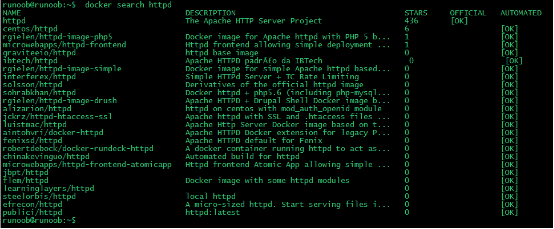 runoob@runoob:~$ docker search httpd
NAME DESCRIPTION STARS OFFICIAL AUTOMATED
httpd The Apache HTTP Server Project 436 [OK]
centos/httpd 6 [OK]
rgielen/httpd-image-php5 Docker image for Apache httpd with PHP 5 b... 1 [OK]
microwebapps/httpd-frontend Httpd frontend allowing simple deployment ... 1 [OK]
graviteeio/httpd httpd base image 0 [OK]
ibtech/httpd Apache HTTPD padrÃ£o da IBTech 0 [OK]
rgielen/httpd-image-simple Docker image for simple Apache httpd based... 0 [OK]
interferex/httpd Simple HTTPd Server + TC Rate Limiting 0 [OK]
solsson/httpd Derivatives of the official httpd image 0 [OK]
sohrabkhan/httpd Docker httpd + php5.6 (including php-mysql... 0 [OK]
rgielen/httpd-image-drush Apache HTTPD + Drupal Shell Docker image b... 0 [OK]
alizarion/httpd httpd on centos with mod_auth_openid module 0 [OK]
jckrz/httpd-htaccess-ssl Apache httpd with SSL and .htaccess files ... 0 [OK]
luistmac/httpd Apache Http Server Docker image based on t... 0 [OK]
aintohvri/docker-httpd Apache HTTPD Docker extension for legacy P... 0 [OK]
fenixsd/httpd Apache HTTPD default for Fenix 0 [OK]
robertdebock/docker-rundeck-httpd A docker container running httpd to act as... 0 [OK]
chinakevinguo/httpd Automated build for httpd 0 [OK]
microwebapps/httpd-frontend-atomicapp Httpd frontend Atomic App allowing simple ... 0 [OK]
jbpt/httpd 0 [OK]
flem/httpd Docker image with some httpd modules 0 [OK]
learninglayers/httpd 0 [OK]
steelorbis/httpd local httpd 0 [OK]
efrecon/httpd A micro-sized httpd. Start serving files i... 0 [OK]
publici/httpd httpd:latest 0 [OK]
runoob@runoob:~$